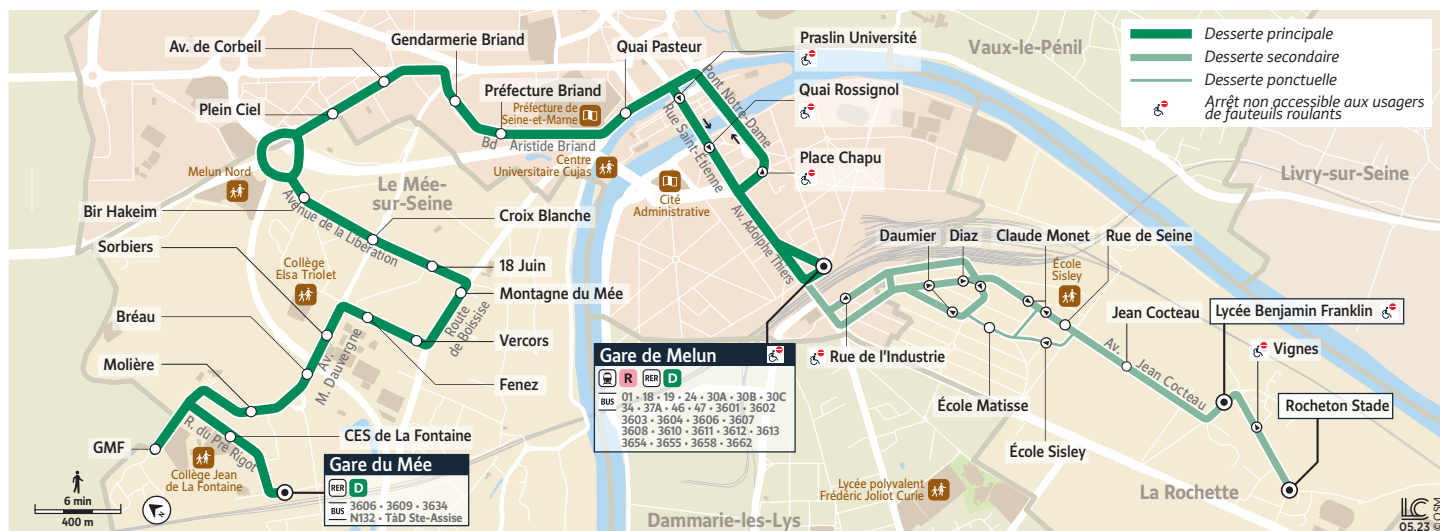 Desserte principale
Desserte secondaire
Desserte ponctuelle
Arrêt non accessible aux usagers
de fauteuils roulants
Vaux-le-Pénil
Livry-sur-Seine
Av. de Corbeil
Gendarmerie Briand
Quai Pasteur
Praslin Université
Quai Rossignol
Place Chapu
Plein Ciel
Préfecture Briand
Préfecture de
Seine-et-Marne
Bd
Aristide Briand
Centre
Universitaire Cujas
Pont Notre-Dame
Rue Saint-Étienne
Cité
Administrative
Av. Adolphe Thiers
Melun Nord
Le Mée-
sur-Seine
Bir Hakeim
Avenue de la Libération
Croix Blanche
Sorbiers
Collège
Elsa Triolet
18 Juin
Montagne du Mée
Route
de Boissise
Bréau
Av.
M. Dauvergne
Vercors
Molière
Fenez
GMF
R. du Pré Rigot
CES de La Fontaine
Collège Jean
de La Fontaine
Gare du Mée
RER D
BUS
3606 • 3609 • 3634
N132 • TàD Ste-Assise
6 min
400 m
Gare de Melun
R RER D
BUS
01 • 18 • 19 • 24 • 30A • 30B • 30C
34 • 37A • 46 • 47 • 3601 • 3602
3603 • 3604 • 3606 • 3607
3608 • 3610 • 3611 • 3612 • 3613
3654 • 3655 • 3658 • 3662
Daumier
Diaz
Claude Monet
Rue de Seine
École
Sisley
Rue de l'Industrie
École Matisse
École Sisley
Jean Cocteau
Av.
Jean Cocteau
Lycée Benjamin Franklin
Vignes
Rocheton Stade
Lycée polyvalent
Frédéric Joliot Curie
Dammarie-les-Lys
La Rochette
LC
05.23
© OSM